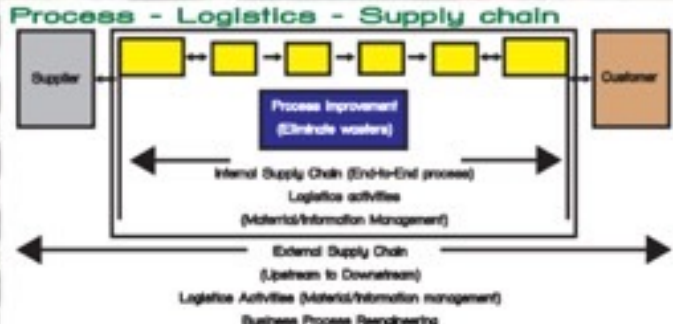 Process - Logistics - Supply chain
Supplier
Customer
Process Improvement
(Eliminate wasters)
Internal Supply Chain (End-to-End process)
Logistics activities
(Material/Information Management)
External Supply Chain
(Upstream to Downstream)
Logistics Activities (Material/Information management)
Business Process Reengineering